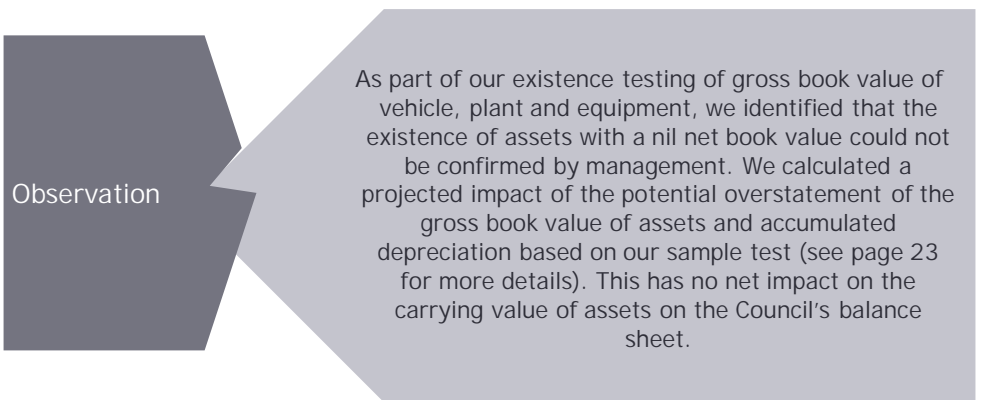 Observation
As part of our existence testing of gross book value of
vehicle, plant and equipment, we identified that the
existence of assets with a nil net book value could not
be confirmed by management. We calculated a
projected impact of the potential overstatement of the
gross book value of assets and accumulated
depreciation based on our sample test (see page 23
for more details). This has no net impact on the
carrying value of assets on the Council’s balance
sheet.